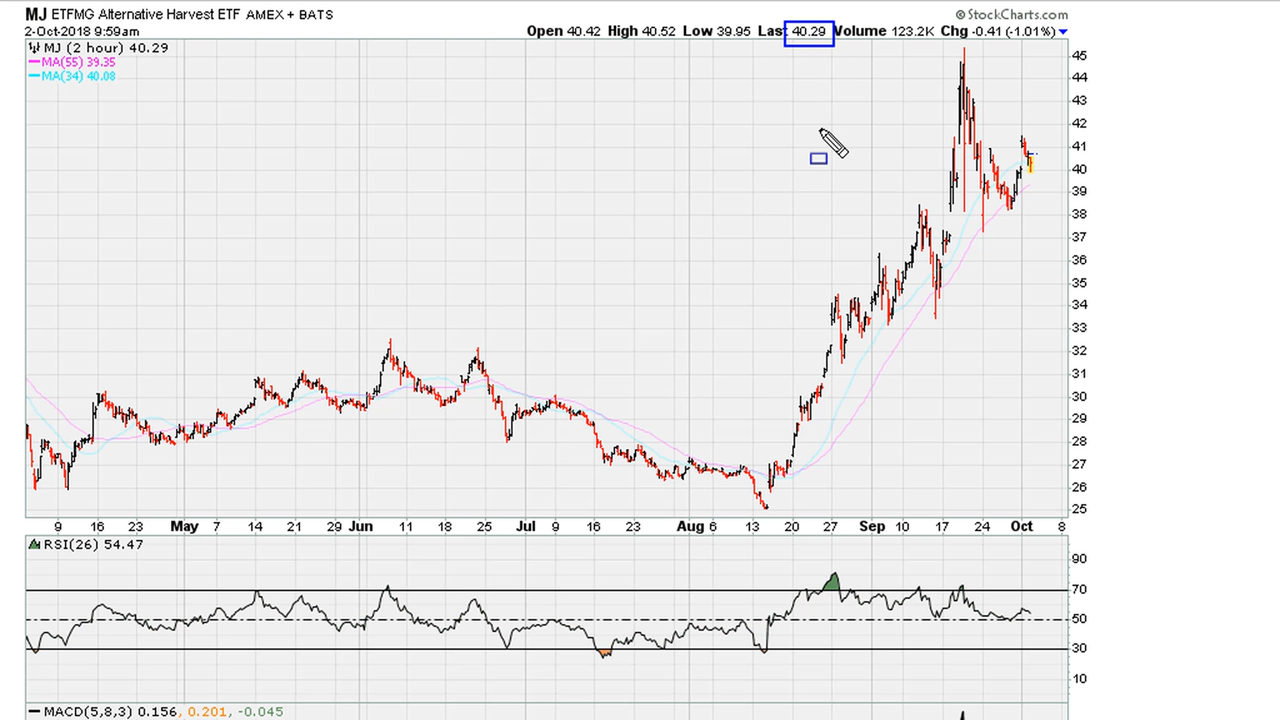 MJ ETFMG Alternative Harvest ETF AMEX + BATS
© StockCharts.com
2-Oct-2018 9:59am
Open 40.42 High 40.52 Low 39.95 Last 40.29 Volume 123.2K Chg -0.41 (-1.01%)
MJ (2 hour) 40.29
MA(55) 39.35
MA(34) 40.08
45
44
43
42
41
40
39
38
37
36
35
34
33
32
31
30
29
28
27
26
25
9 16 23 May 7 14 21 29 Jun 11 18 25 Jul 9 16 23 Aug 6 13 20 27 Sep 10 17 24 Oct 8
RSI(26) 54.47
90
70
50
30
10
MACD(5,8,3) 0.156, 0.201, -0.045